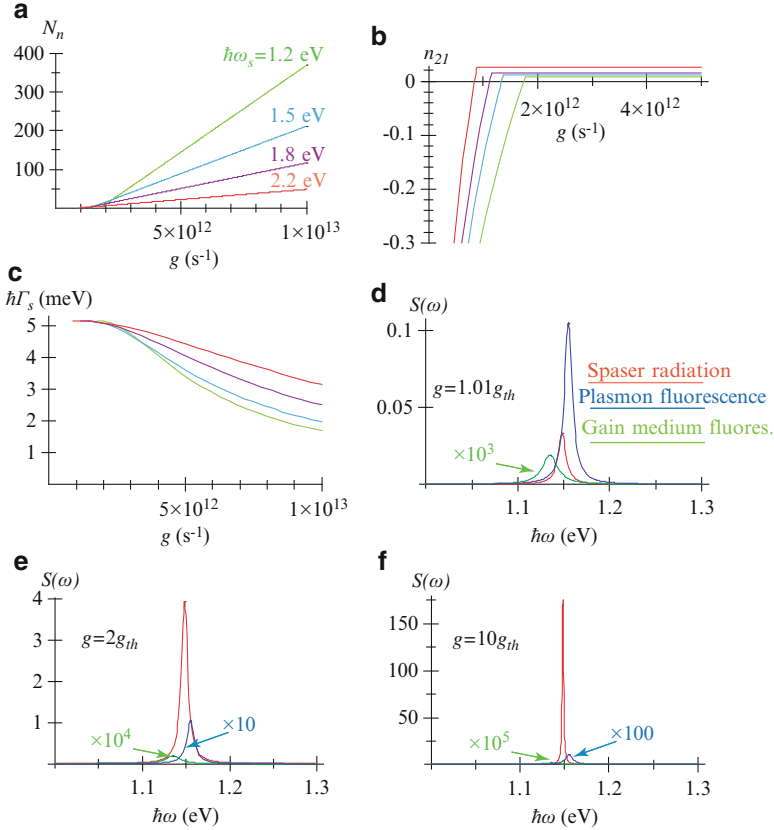 a
N_n
400
300
200
100
ħω_s=1.2 eV
1.5 eV
1.8 eV
2.2 eV
5×10^12
1×10^13
g (s^-1)
b
n_21
0
-0.1
-0.2
-0.3
2×10^12
4×10^12
g (s^-1)
c
ħΓ_s (meV)
5
4
3
2
1
5×10^12
1×10^13
g (s^-1)
d
S(ω)
0.1
0.05
g=1.01g_th
Spaser radiation
Plasmon fluorescence
Gain medium fluores.
×10^3
1.1
1.2
1.3
ħω (eV)
e
S(ω)
4
3
2
1
g=2g_th
×10^4
×10
1.1
1.2
1.3
ħω (eV)
f
S(ω)
150
100
50
0
g=10g_th
×10^5
×100
1.1
1.2
1.3
ħω (eV)